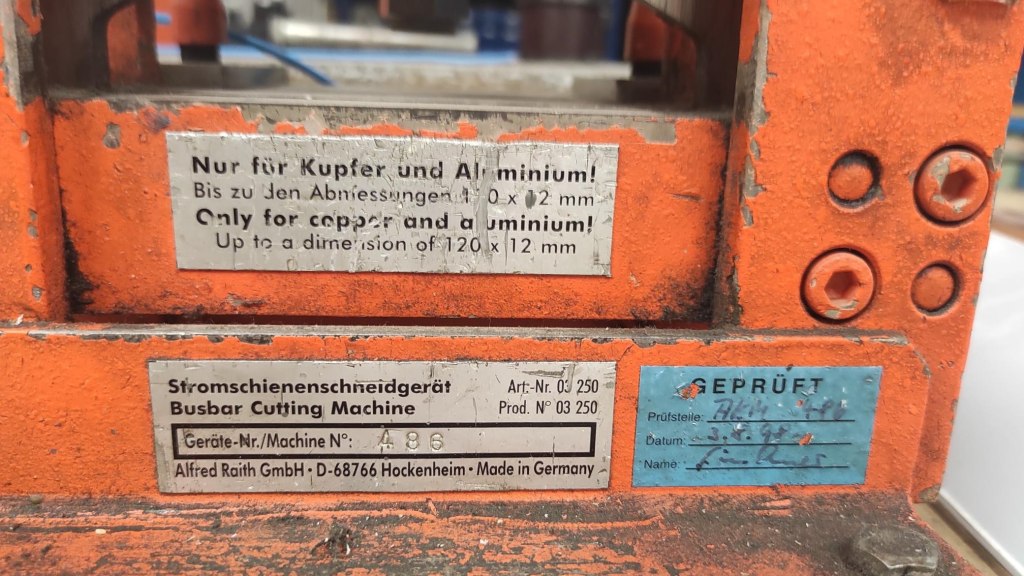 Nur für Kupfer und Aluminium!
Bis zu den Abmessungen 120 x 12 mm
Only for copper and aluminium!
Up to a dimension of 120 x 12 mm
Stromschienenschneidgerät Art.-Nr. 03 250
Busbar Cutting Machine Prod. N° 03 250
Geräte-Nr./Machine N°: 486
Alfred Raith GmbH · D-68766 Hockenheim · Made in Germany
GEPRÜFT
Prüfsteile:
Datum:
Name: